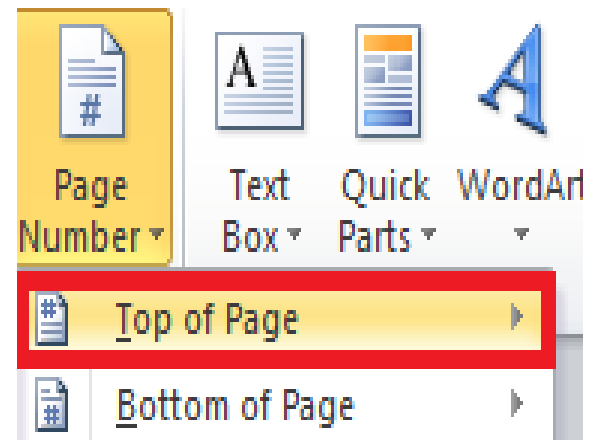 Page Number
Text Box
Quick Parts
WordArt
Top of Page
Bottom of Page